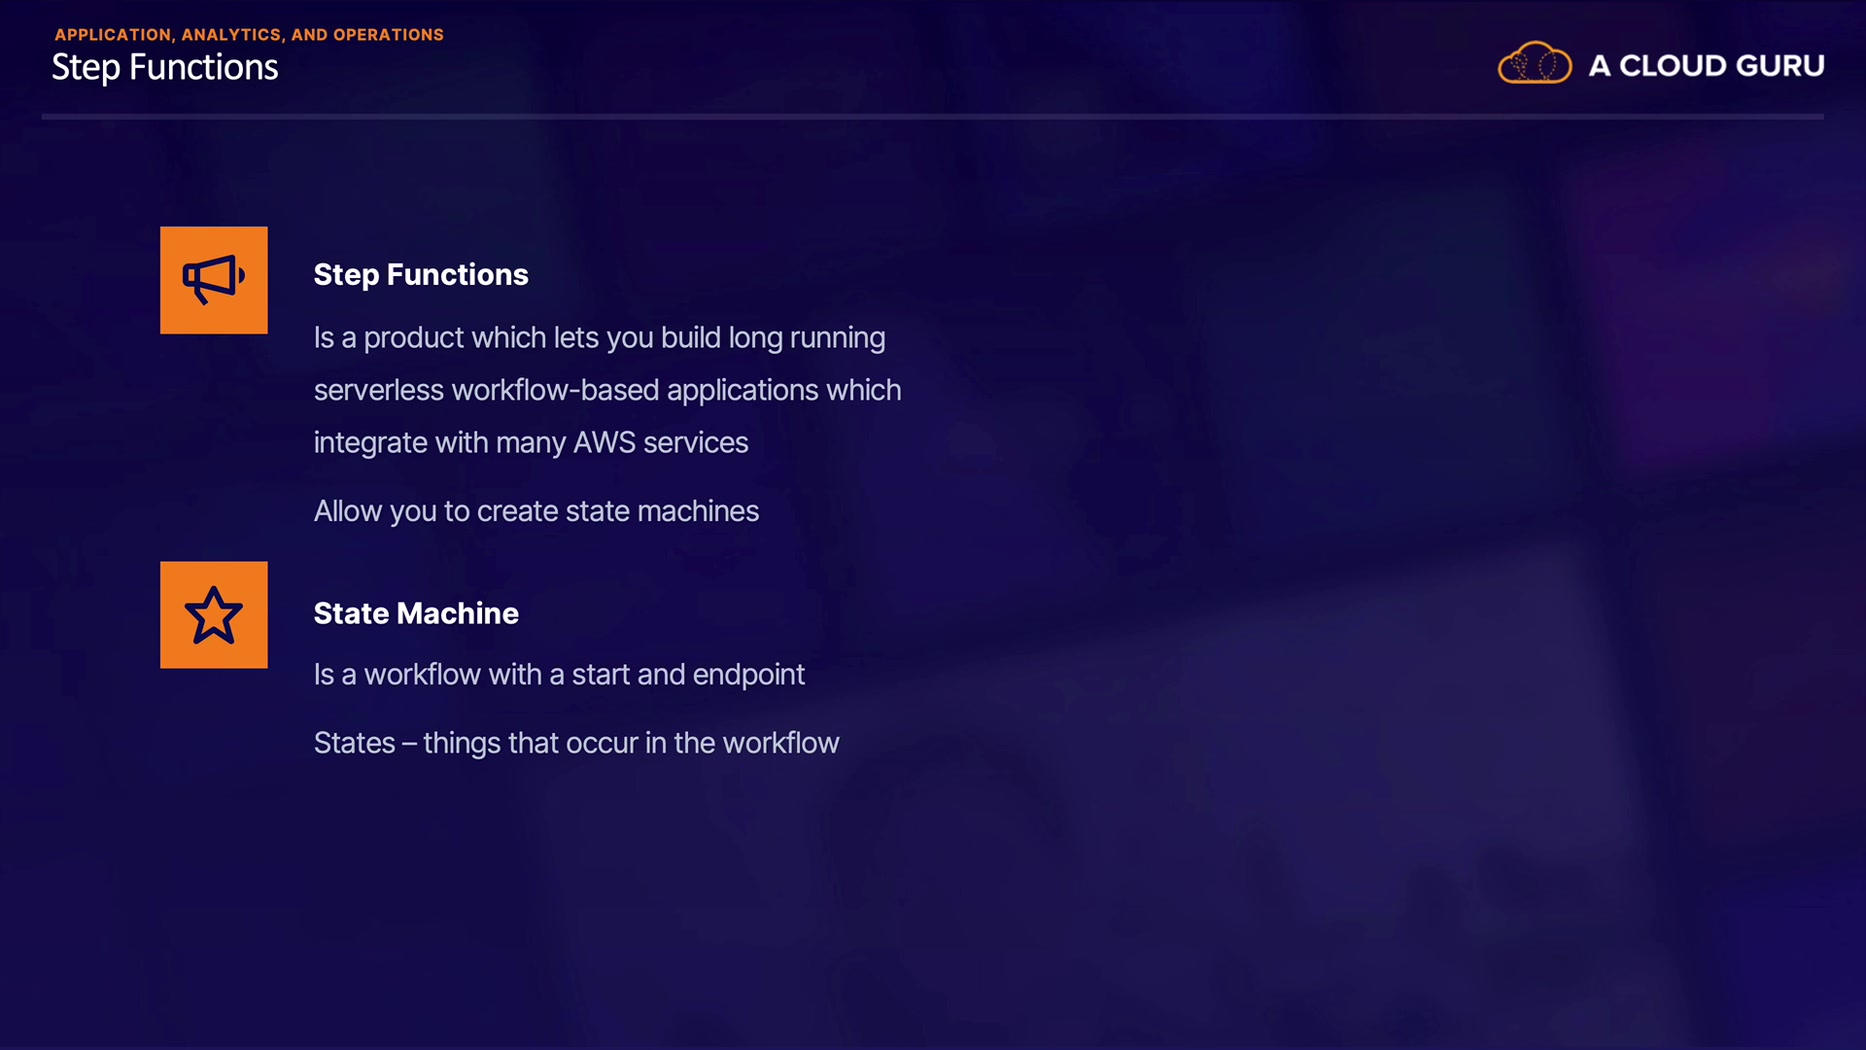 APPLICATION, ANALYTICS, AND OPERATIONS
Step Functions
A CLOUD GURU
Step Functions
Is a product which lets you build long running
serverless workflow-based applications which
integrate with many AWS services
Allow you to create state machines
State Machine
Is a workflow with a start and endpoint
States – things that occur in the workflow